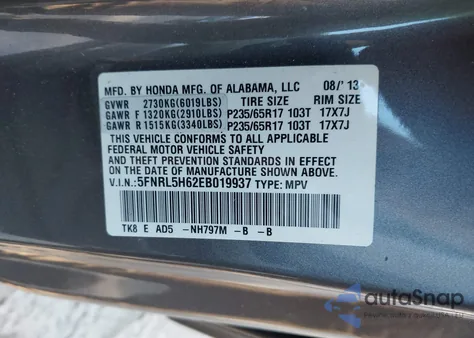 MFD. BY HONDA MFG. OF ALABAMA, LLC 08/'13
GVWR 2730KG(6019LBS) TIRE SIZE RIM SIZE
GAWR F 1320KG(2910LBS) P235/65R17 103T 17X7J
GAWR R 1515KG(3340LBS) P235/65R17 103T 17X7J
THIS VEHICLE CONFORMS TO ALL APPLICABLE
FEDERAL MOTOR VEHICLE SAFETY AND
THEFT PREVENTION STANDARDS IN EFFECT ON
THE DATE OF MANUFACTURE SHOWN ABOVE.
V.I.N.: 5FNRL5H62EB019937 TYPE: MPV
TK8 E AD5 -NH797M -B -B
autoSnap